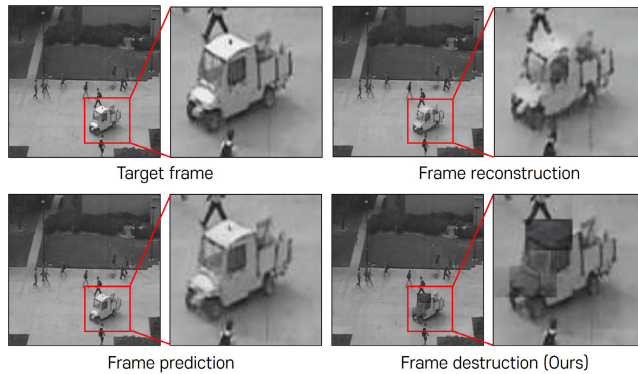 Target frame
Frame reconstruction
Frame prediction
Frame destruction (Ours)